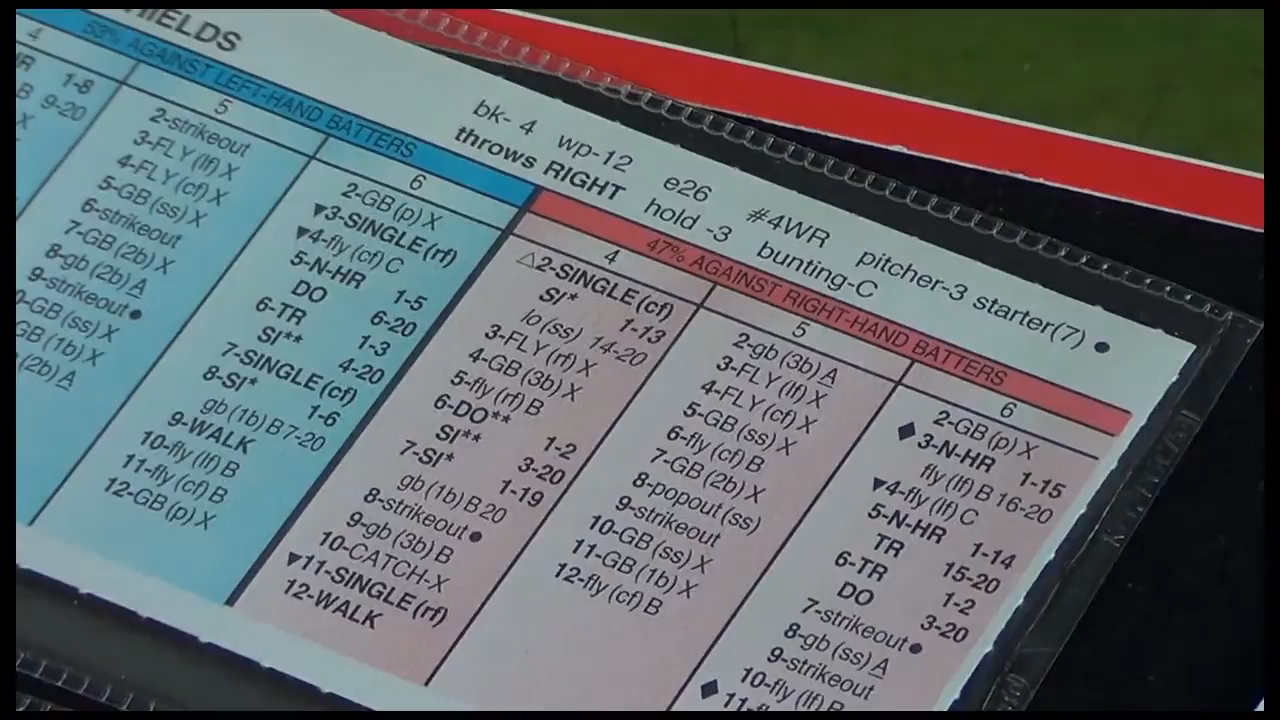 HIELDS
bk- 4 wp-12 e26 #4WR pitcher-3 starter(7) ●
throws RIGHT hold -3 bunting-C
53% AGAINST LEFT-HAND BATTERS
4
1-8
9-20
5
2-strikeout
3-FLY (lf) X
4-FLY (cf) X
5-GB (ss) X
6-strikeout
7-GB (2b) X
8-gb (2b) A
9-strikeout ●
-GB (ss) X
GB (1b) X
(2b) A
6
2-GB (p) X
▼3-SINGLE (rf)
▼4-fly (cf) C
5-N-HR 1-5
DO 6-20
6-TR 1-3
SI** 4-20
7-SINGLE (cf)
8-SI* 1-6
gb (1b) B 7-20
9-WALK
10-fly (lf) B
11-fly (cf) B
12-GB (p) X
47% AGAINST RIGHT-HAND BATTERS
4
△2-SINGLE (cf)
SI* 1-13
lo (ss) 14-20
3-FLY (rf) X
4-GB (3b) X
5-fly (rf) B
6-DO** 1-2
SI** 3-20
7-SI* 1-19
gb (1b) B 20
8-strikeout ●
9-gb (3b) B
10-CATCH-X
▼11-SINGLE (rf)
12-WALK
5
2-gb (3b) A
3-FLY (lf) X
4-FLY (cf) X
5-GB (ss) X
6-fly (cf) B
7-GB (2b) X
8-popout (ss)
9-strikeout
10-GB (ss) X
11-GB (1b) X
12-fly (cf) B
6
2-GB (p) X
◆3-N-HR 1-15
fly (lf) B 16-20
▼4-fly (lf) C
5-N-HR 1-14
TR 15-20
6-TR 1-2
DO 3-20
7-strikeout ●
8-gb (ss) A
9-strikeout
10-fly (lf) B